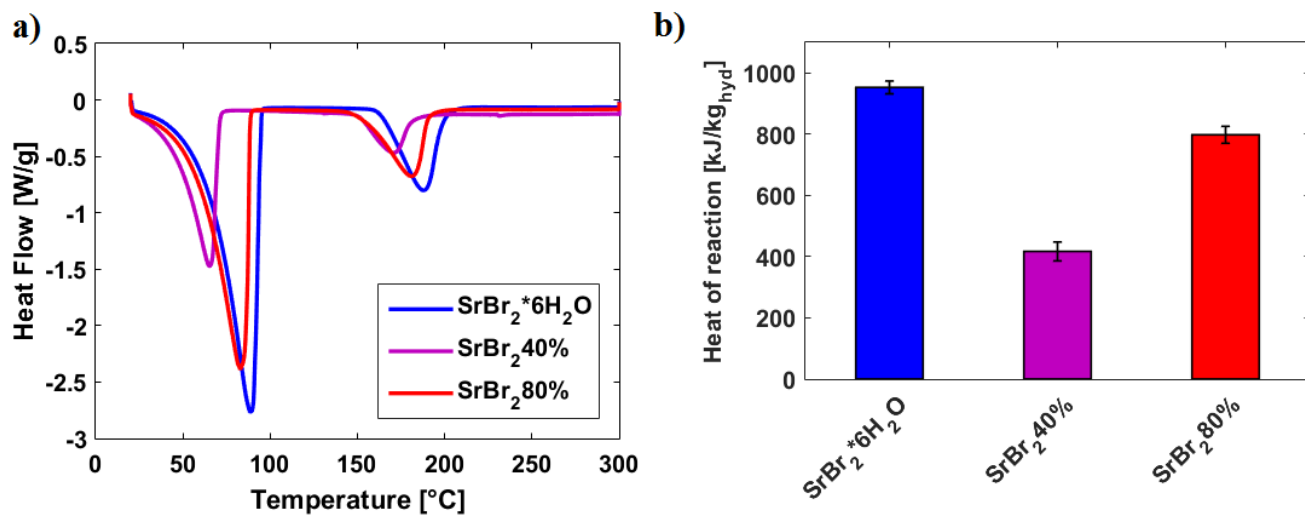 a)
0.5
0
-0.5
-1
-1.5
-2
-2.5
-3
Heat Flow [W/g]
0 50 100 150 200 250 300
Temperature [°C]
SrBr₂*6H₂O
SrBr₂40%
SrBr₂80%
b)
1000
800
600
400
200
0
Heat of reaction [kJ/kg_hyd]
SrBr₂*6H₂O
SrBr₂40%
SrBr₂80%